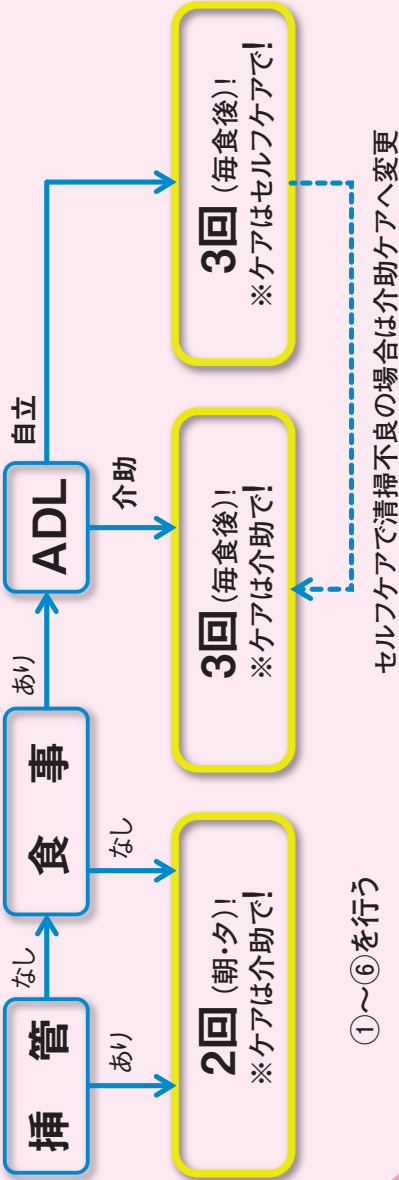 挿管
なし
食事
あり
ADL
自立
あり
なし
介助
2回(朝・夕)!
※ケアは介助で!
3回(毎食後)!
※ケアは介助で!
3回(毎食後)!
※ケアはセルフケアで!
①〜⑥を行う
セルフケアで清掃不良の場合は介助ケアへ変更